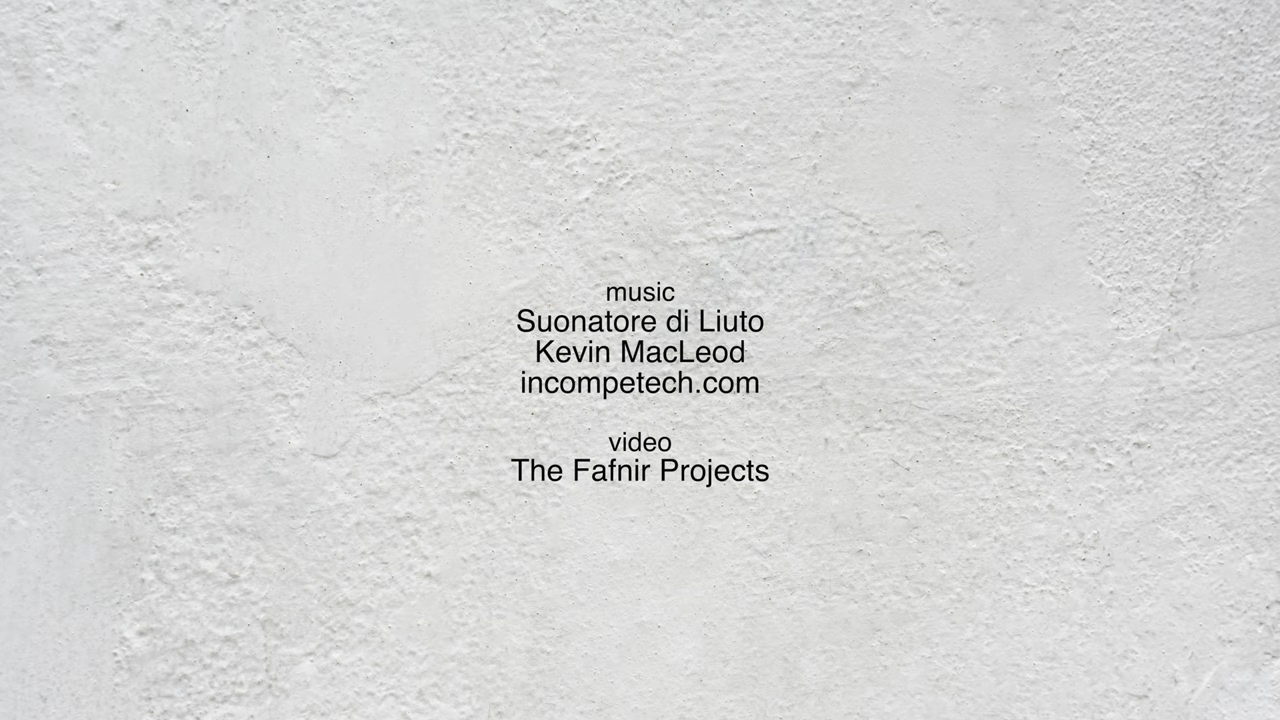 music
Suonatore di Liuto
Kevin MacLeod
incompetech.com
video
The Fafnir Projects